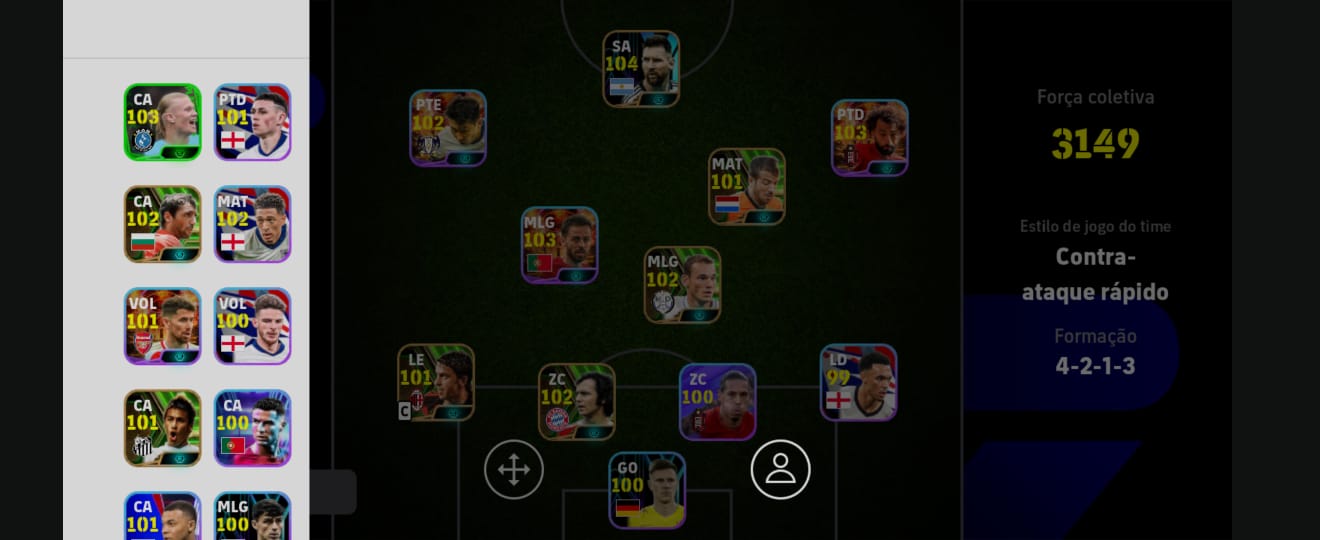 CA
103
PTD
101
CA
102
MAT
102
VOL
101
VOL
100
CA
101
CA
100
CA
101
MLG
100
SA
104
PTE
102
PTD
103
MAT
101
MLG
103
MLG
102
LE
101
C
ZC
102
ZC
100
LD
99
GO
100
Força coletiva
3149
Estilo de jogo do time
Contra-
ataque rápido
Formação
4-2-1-3